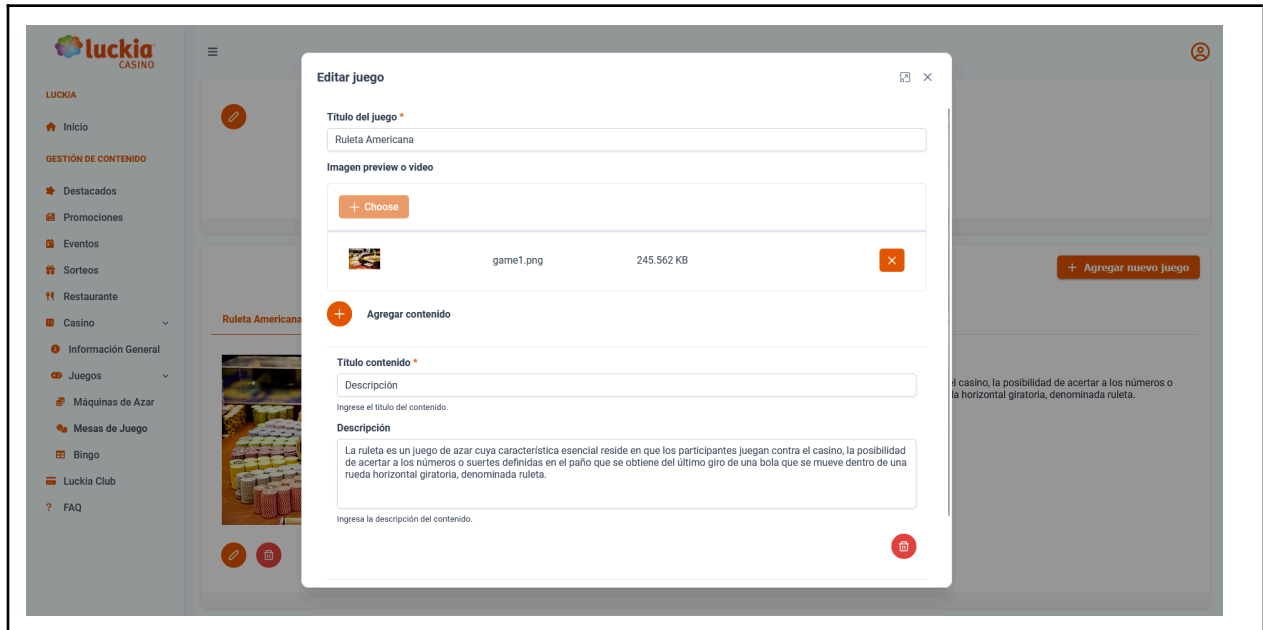 luckia
CASINO
LUCKIA
Inicio
GESTIÓN DE CONTENIDO
Destacados
Promociones
Eventos
Sorteos
Restaurante
Casino
Información General
Juegos
Máquinas de Azar
Mesas de Juego
Bingo
Luckia Club
? FAQ
Ruleta Americana
Editar juego
Título del juego *
Ruleta Americana
Imagen preview o video
+ Choose
game1.png 245.562 KB
Agregar contenido
Título contenido *
Descripción
Ingrese el titulo del contenido.
Descripción
La ruleta es un juego de azar cuya característica esencial reside en que los participantes juegan contra el casino, la posibilidad
de acertar a los números o suertes definidas en el paño que se obtiene del último giro de una bola que se mueve dentro de una
rueda horizontal giratoria, denominada ruleta.
Ingresa la descripción del contenido.
+ Agregar nuevo juego
el casino, la posibilidad de acertar a los números o
la horizontal giratoria, denominada ruleta.